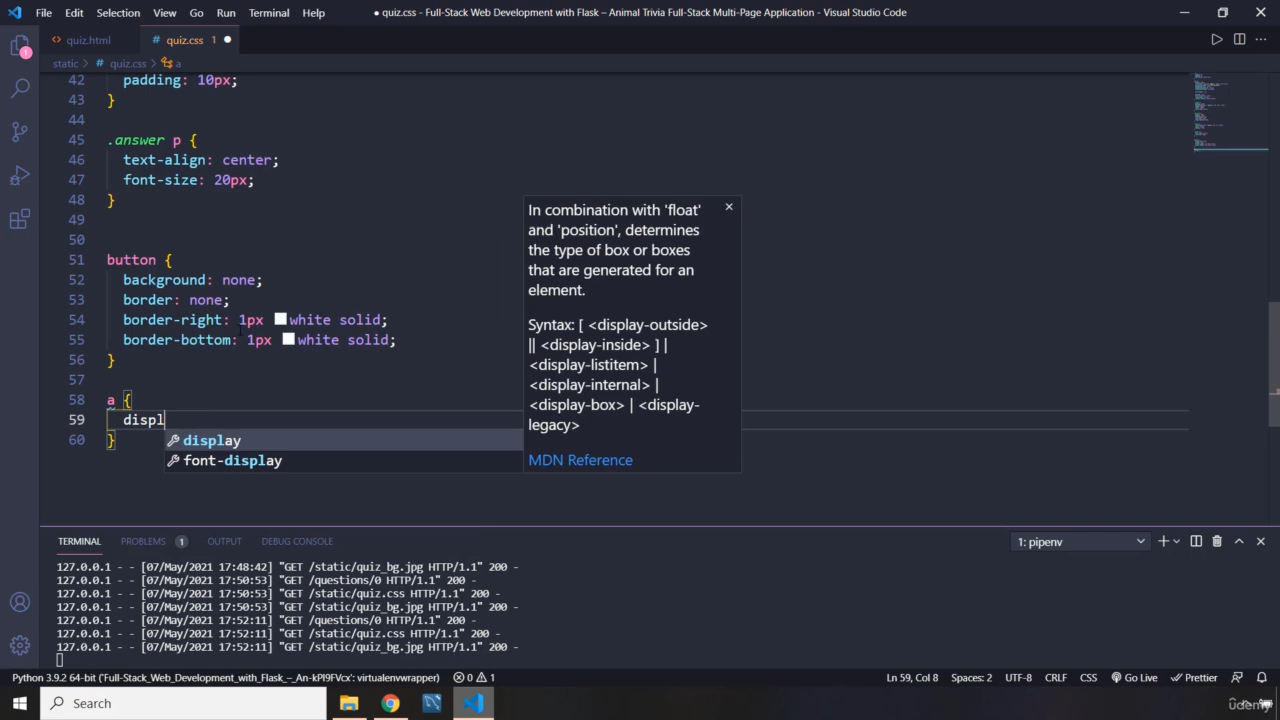 File Edit Selection View Go Run Terminal Help
● quiz.css - Full-Stack Web Development with Flask – Animal Trivia Full-Stack Multi-Page Application - Visual Studio Code
1
<> quiz.html
# quiz.css 1 ●
static > # quiz.css > a
42 padding: 10px;
43 }
44
45 .answer p {
46 text-align: center;
47 font-size: 20px;
48 }
49
50
51 button {
52 background: none;
53 border: none;
54 border-right: 1px white solid;
55 border-bottom: 1px white solid;
56 }
57
58 a {
59 displ
60 }
display
font-display
In combination with 'float'
and 'position', determines
the type of box or boxes
that are generated for an
element.
Syntax: [ <display-outside>
|| <display-inside> ] |
<display-listitem> |
<display-internal> |
<display-box> | <display-
legacy>
MDN Reference
TERMINAL PROBLEMS 1 OUTPUT DEBUG CONSOLE
1: pipenv
127.0.0.1 - - [07/May/2021 17:48:42] "GET /static/quiz_bg.jpg HTTP/1.1" 200 -
127.0.0.1 - - [07/May/2021 17:50:53] "GET /questions/0 HTTP/1.1" 200 -
127.0.0.1 - - [07/May/2021 17:50:53] "GET /static/quiz.css HTTP/1.1" 200 -
127.0.0.1 - - [07/May/2021 17:50:53] "GET /static/quiz_bg.jpg HTTP/1.1" 200 -
127.0.0.1 - - [07/May/2021 17:52:11] "GET /questions/0 HTTP/1.1" 200 -
127.0.0.1 - - [07/May/2021 17:52:11] "GET /static/quiz.css HTTP/1.1" 200 -
127.0.0.1 - - [07/May/2021 17:52:11] "GET /static/quiz_bg.jpg HTTP/1.1" 200 -
Python 3.9.2 64-bit ('Full-Stack_Web_Development_with_Flask_–_An-kPI9FVcx': virtualenvwrapper) 0 1 Ln 59, Col 8 Spaces: 2 UTF-8 CRLF CSS Go Live Prettier
Search
Udemy